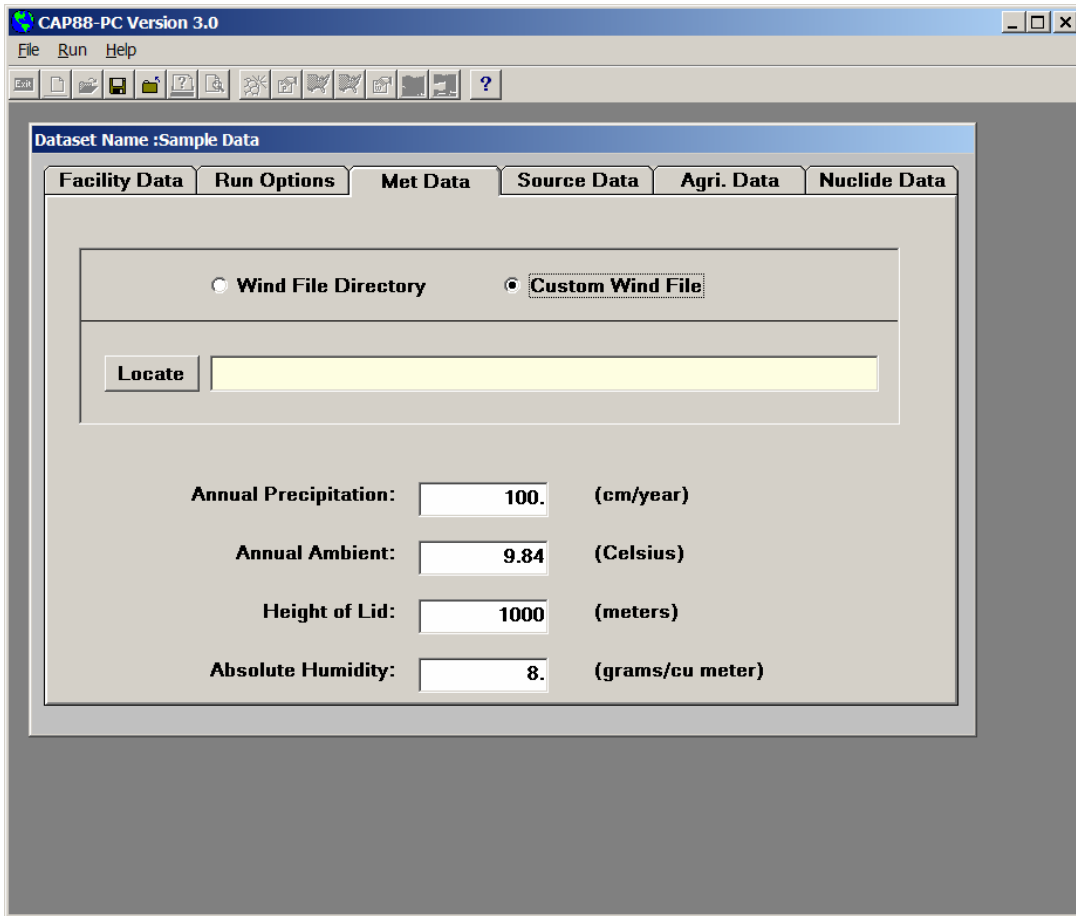 CAP88-PC Version 3.0
File Run Help
Exit
Dataset Name :Sample Data
Facility Data Run Options Met Data Source Data Agri. Data Nuclide Data
Wind File Directory Custom Wind File
Locate
Annual Precipitation: 100. (cm/year)
Annual Ambient: 9.84 (Celsius)
Height of Lid: 1000 (meters)
Absolute Humidity: 8. (grams/cu meter)